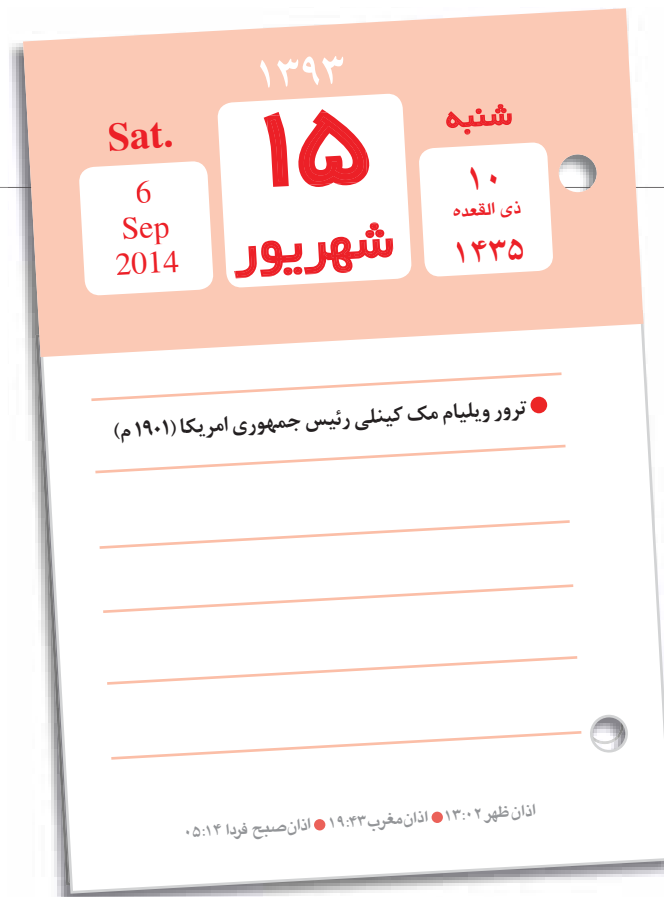 ۱۳۹۳
شنبه
۱۰
ذی القعده
۱۴۳۵
۱۵
شهریور
Sat.
6
Sep
2014
ترور ویلیام مک کینلی رئیس جمهوری امریکا (۱۹۰۱ م)
اذان ظهر ۱۳:۰۲ ● اذان مغرب ۱۹:۴۳ ● اذان صبح فردا ۰۵:۱۴